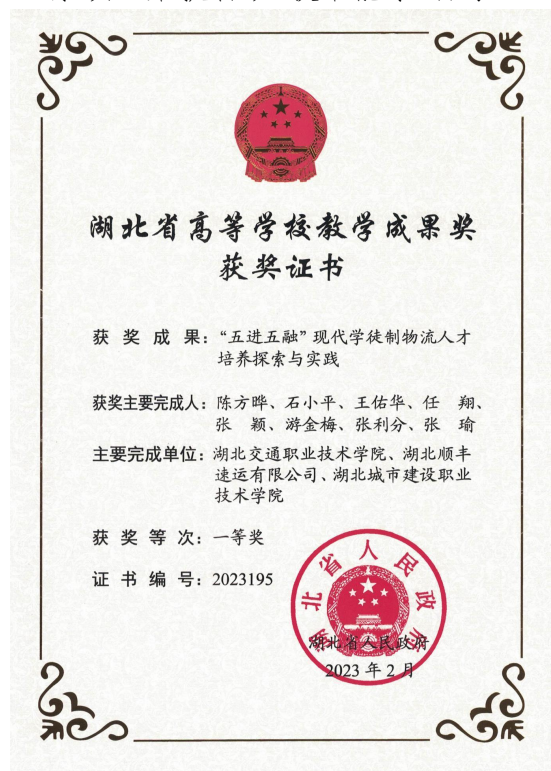 湖北省高等学校教学成果奖
获奖证书
获奖成果：“五进五融”现代学徒制物流人才
培养探索与实践
获奖主要完成人：陈方晔、石小平、王佑华、任　翔、
张　颖、游金梅、张利分、张　瑜
主要完成单位：湖北交通职业技术学院、湖北顺丰
速运有限公司、湖北城市建设职业
技术学院
获奖等次：一等奖
证书编号：2023195
湖北省人民政府
湖北省人民政府
2023 年 2 月